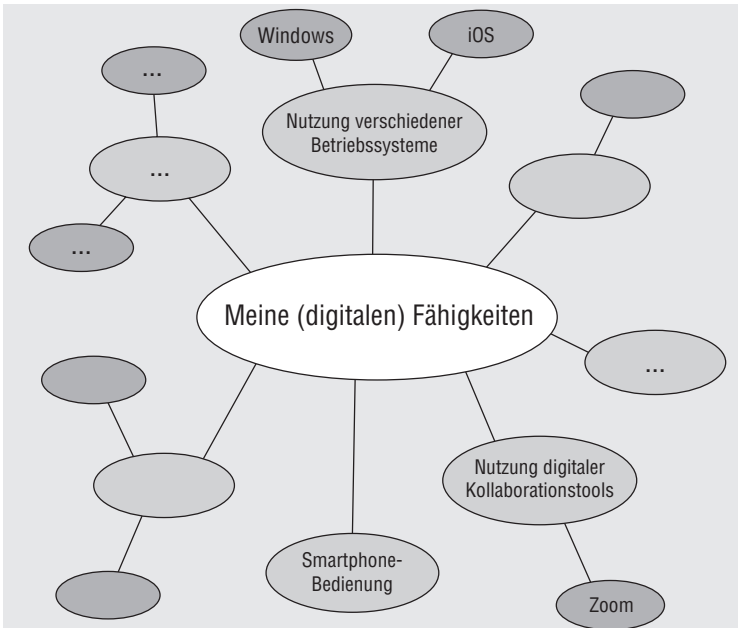 Windows
iOS
...
Nutzung verschiedener
Betriebssysteme
...
...
Meine (digitalen) Fähigkeiten
...
Nutzung digitaler
Kollaborationstools
Smartphone-
Bedienung
Zoom